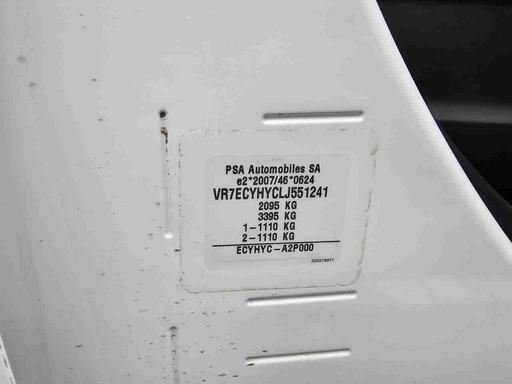 PSA Automobiles SA
e2*2007/46*0624
VR7ECYHYCLJ551241
2095 KG
3395 KG
1-1110 KG
2-1110 KG
ECYHYC-A2P000